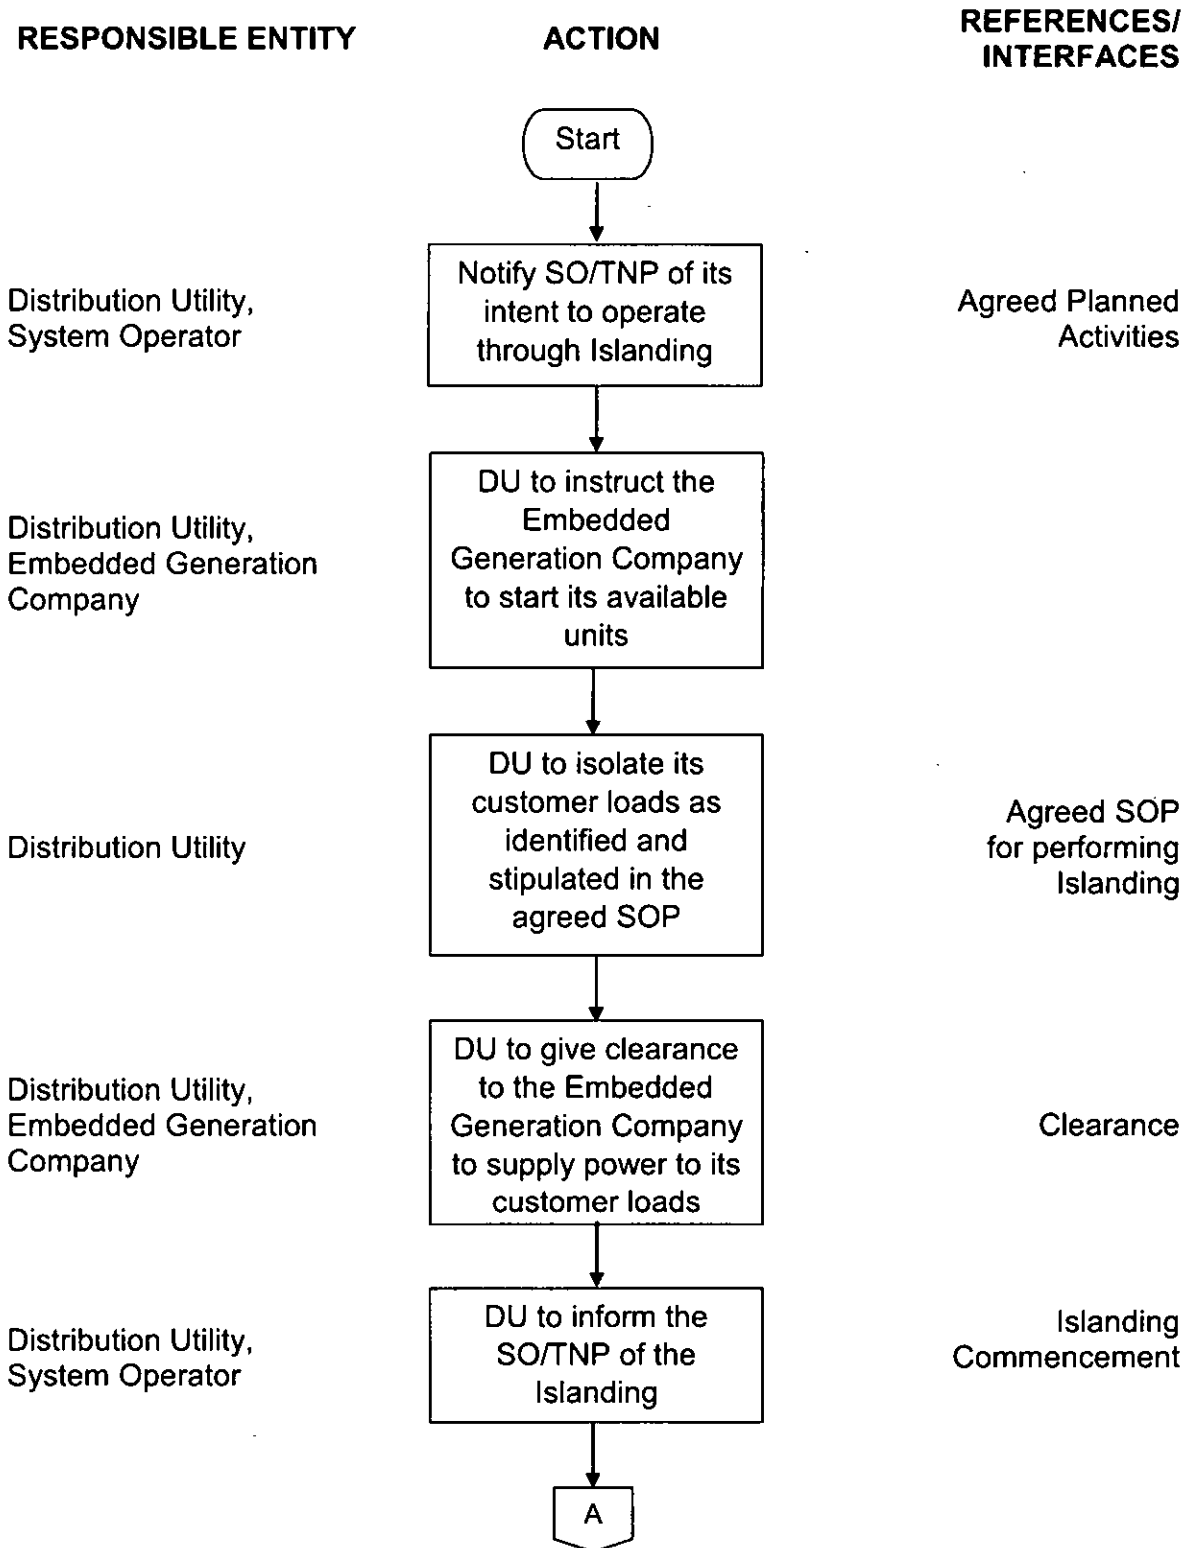 RESPONSIBLE ENTITY
ACTION
REFERENCES/
INTERFACES
Start
Distribution Utility,
System Operator
Notify SO/TNP of its
intent to operate
through Islanding
Agreed Planned
Activities
Distribution Utility,
Embedded Generation
Company
DU to instruct the
Embedded
Generation Company
to start its available
units
Distribution Utility
DU to isolate its
customer loads as
identified and
stipulated in the
agreed SOP
Agreed SOP
for performing
Islanding
Distribution Utility,
Embedded Generation
Company
DU to give clearance
to the Embedded
Generation Company
to supply power to its
customer loads
Clearance
Distribution Utility,
System Operator
DU to inform the
SO/TNP of the
Islanding
Islanding
Commencement
A